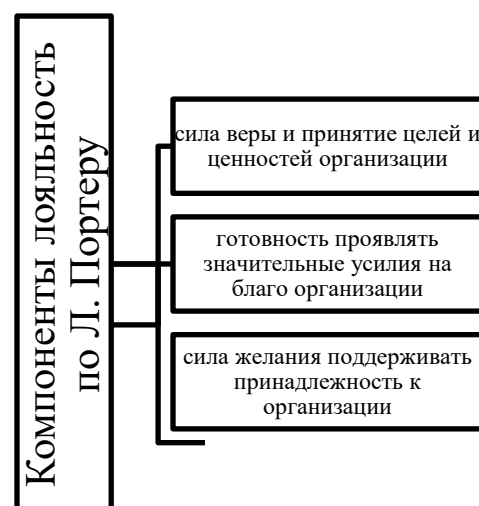 Компоненты лояльность
по Л. Портеру
сила веры и принятие целей и
ценностей организации
готовность проявлять
значительные усилия на
благо организации
сила желания поддерживать
принадлежность к
организации